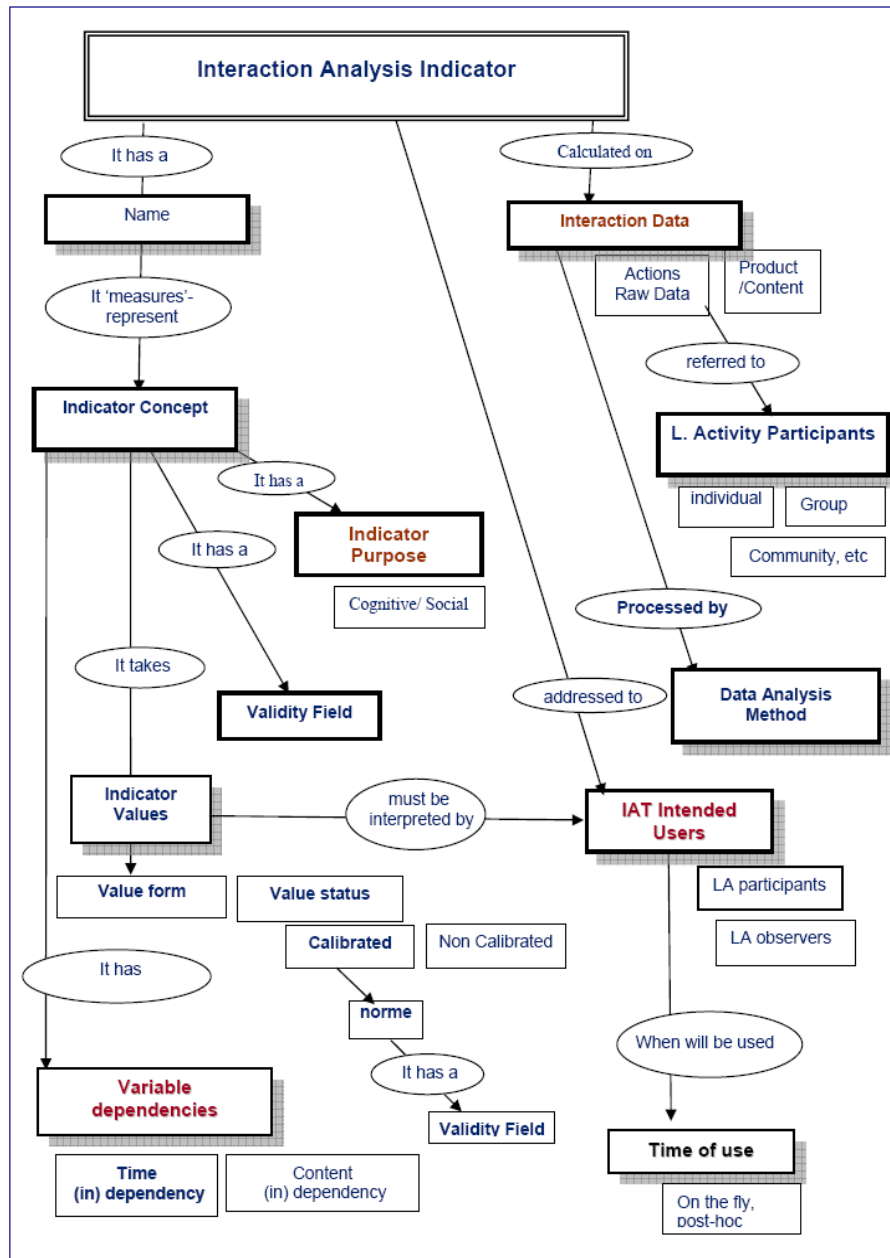 Interaction Analysis Indicator
It has a
Calculated on
Name
Interaction Data
Actions
Raw Data
Product
/Content
It ‘measures’-
represent
referred to
Indicator Concept
L. Activity Participants
It has a
individual
Group
Indicator
Purpose
It has a
Community, etc
Cognitive/ Social
Processed by
It takes
Validity Field
addressed to
Data Analysis
Method
Indicator
Values
must be
interpreted by
IAT Intended
Users
Value form
Value status
LA participants
Calibrated
Non Calibrated
LA observers
It has
norme
When will be used
It has a
Variable
dependencies
Validity Field
Time of use
Time
(in) dependency
Content
(in) dependency
On the fly,
post-hoc